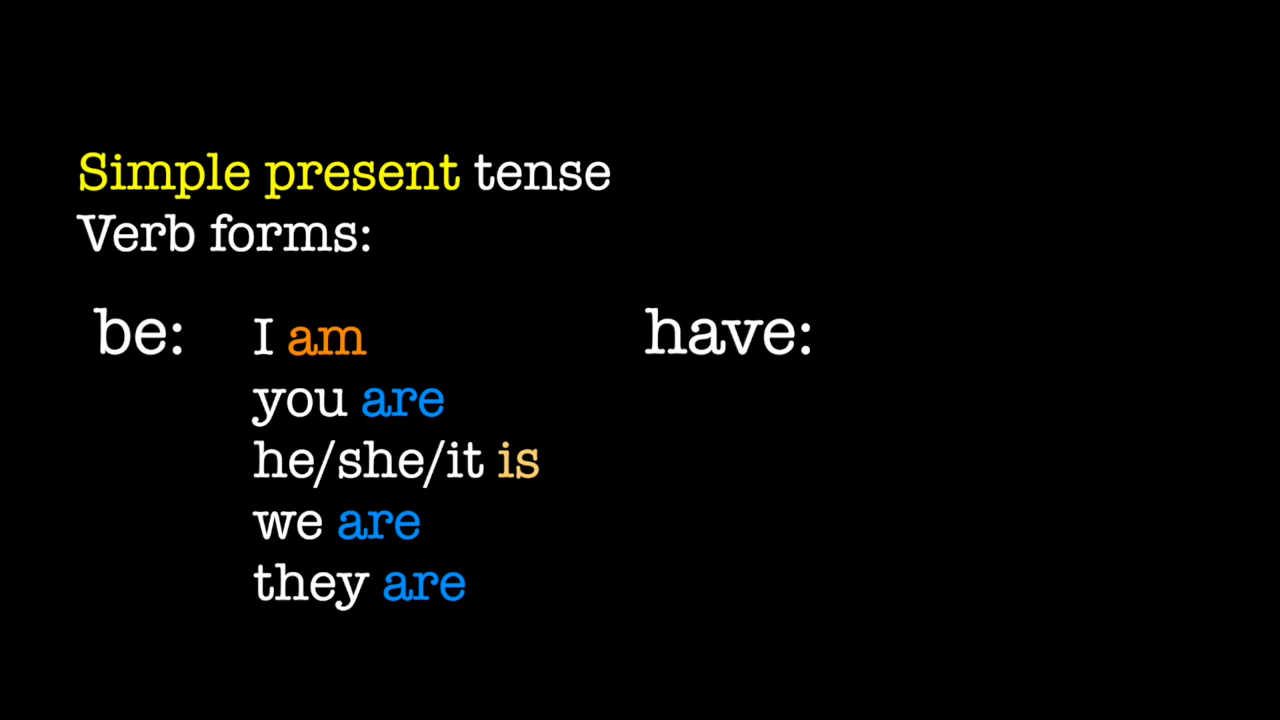 Simple present tense
Verb forms:
be:
I am
you are
he/she/it is
we are
they are
have: